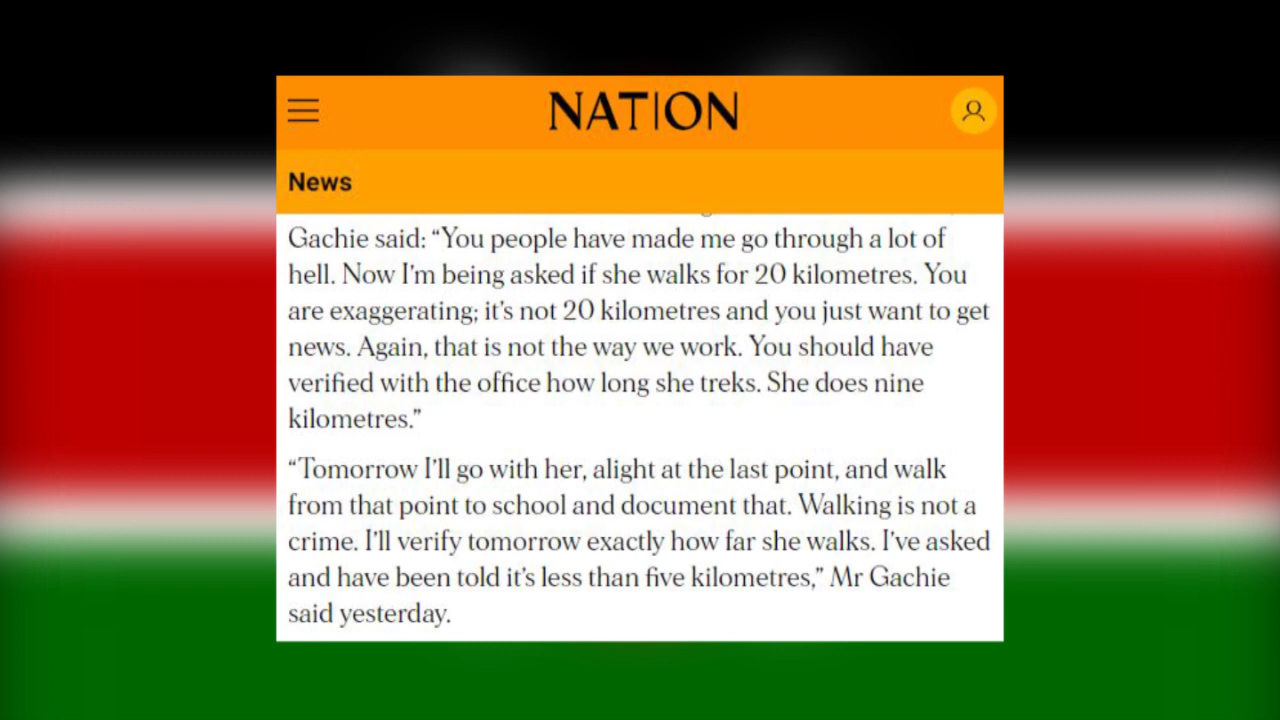 NATION
News
Gachie said: “You people have made me go through a lot of
hell. Now I’m being asked if she walks for 20 kilometres. You
are exaggerating; it’s not 20 kilometres and you just want to get
news. Again, that is not the way we work. You should have
verified with the office how long she treks. She does nine
kilometres.”
“Tomorrow I’ll go with her, alight at the last point, and walk
from that point to school and document that. Walking is not a
crime. I’ll verify tomorrow exactly how far she walks. I’ve asked
and have been told it’s less than five kilometres,” Mr Gachie
said yesterday.